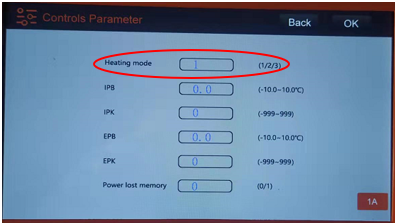 Controls Parameter Back OK
Heating mode 1 (1/2/3)
IPB 0.0 (-10.0~10.0℃)
IPK 0 (-999~999)
EPB 0.0 (-10.0~10.0℃)
EPK 0 (-999~999)
Power lost memory 0 (0/1)
1A